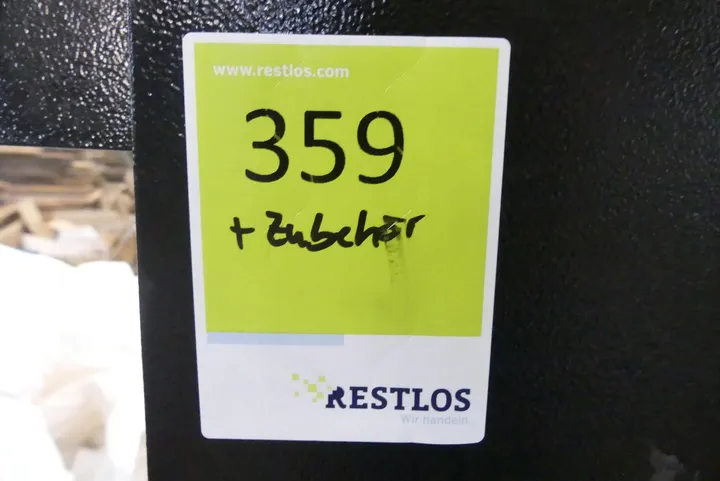 www.restlos.com
359
+ Zubehör
RESTLOS
Wir handeln.